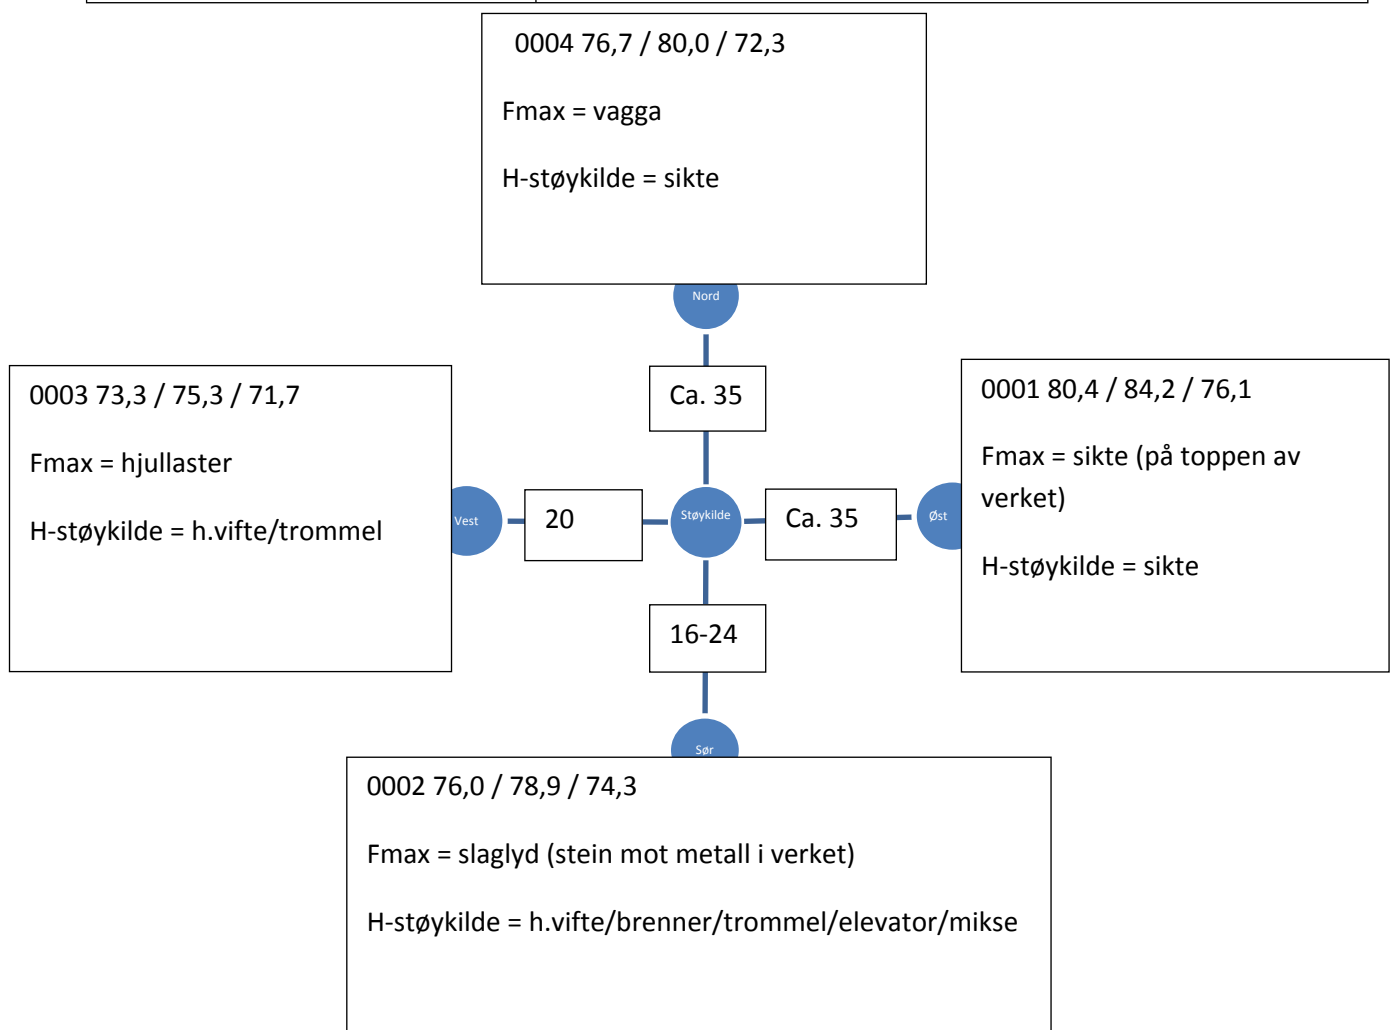 0004 76,7 / 80,0 / 72,3
Fmax = vagga
H-støykilde = sikte
Nord
Ca. 35
0003 73,3 / 75,3 / 71,7
Fmax = hjullaster
H-støykilde = h.vifte/trommel
Vest
20
Støykilde
Ca. 35
Øst
0001 80,4 / 84,2 / 76,1
Fmax = sikte (på toppen av
verket)
H-støykilde = sikte
16-24
Sør
0002 76,0 / 78,9 / 74,3
Fmax = slaglyd (stein mot metall i verket)
H-støykilde = h.vifte/brenner/trommel/elevator/mikse